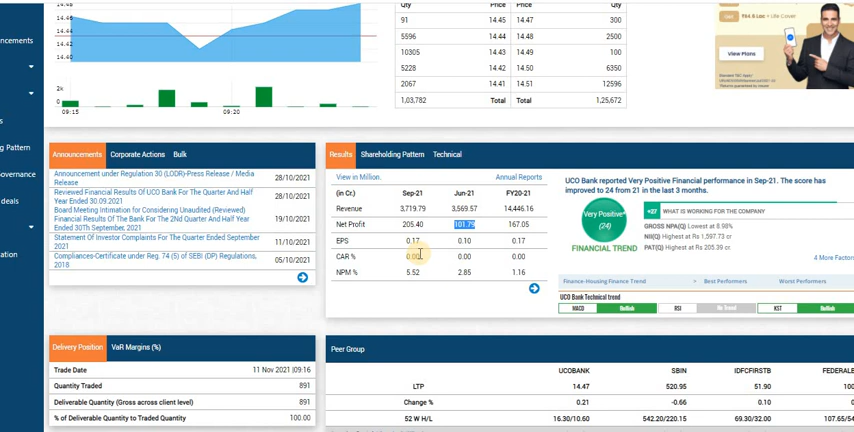 Qty Price Price Qty
14.46
14.64
14.62
14.60
2k
0
09:15 09:20
91 14.45 14.47 300
5596 14.44 14.48 2500
10305 14.43 14.49 100
5228 14.42 14.50 6350
2067 14.41 14.51 12596
1,03,782 Total Total 1,25,672
View Plans
ncements
s
g Pattern
overnance
deals
ation
Announcements Corporate Actions Bulk
Announcement under Regulation 30 (LODR)-Press Release / Media
Release
28/10/2021
Reviewed Financial Results Of UCO Bank For The Quarter And Half
Year Ended 30.09.2021
28/10/2021
Board Meeting Intimation for Considering Unaudited (Reviewed)
Financial Results Of The Bank For The 2Nd Quarter And Half Year
Ended 30Th September, 2021
19/10/2021
Statement Of Investor Complaints For The Quarter Ended September
2021
11/10/2021
Compliances-Certificate under Reg. 74 (5) of SEBI (DP) Regulations,
2018
05/10/2021
Results Shareholding Pattern Technical
View in Million. Annual Reports
(in Cr.) Sep-21 Jun-21 FY20-21
Revenue 3,719.79 3,569.57 14,446.16
Net Profit 205.40 101.79 167.05
EPS 0.17 0.10 0.17
CAR % 0.00 0.00 0.00
NPM % 5.52 2.85 1.16
UCO Bank reported Very Positive Financial performance in Sep-21. The score has
improved to 24 from 21 in the last 3 months.
Very Positive
(24)
FINANCIAL TREND
+27 WHAT IS WORKING FOR THE COMPANY
GROSS NPA(Q) Lowest at 8.98%
NII(Q) Highest at Rs 1,597.73 cr
PAT(Q) Highest at Rs 205.39 cr
4 More Factors
Finance-Housing Finance Trend Best Performers Worst Performers
UCO Bank Technical trend
MACD Bullish RSI No Trend KST Bullish
Delivery Position VaR Margins (%)
Trade Date 11 Nov 2021 |09:16
Quantity Traded 891
Deliverable Quantity (Gross across client level) 891
% of Deliverable Quantity to Traded Quantity 100.00
Peer Group
UCOBANK SBIN IDFCFIRSTB FEDERALB
LTP 14.47 520.95 51.90 100
Change % 0.21 -0.66 0.10 0
52 W H/L 16.30/10.60 542.20/220.15 69.30/32.00 107.65/54